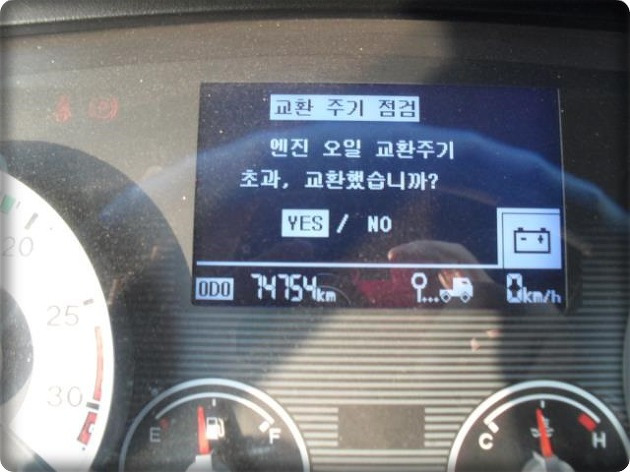 교환 주기 점검
엔진 오일 교환주기
초과, 교환했습니까?
YES / NO
- +
ODO 74754km 0km/h
20
25
30
E F
C H